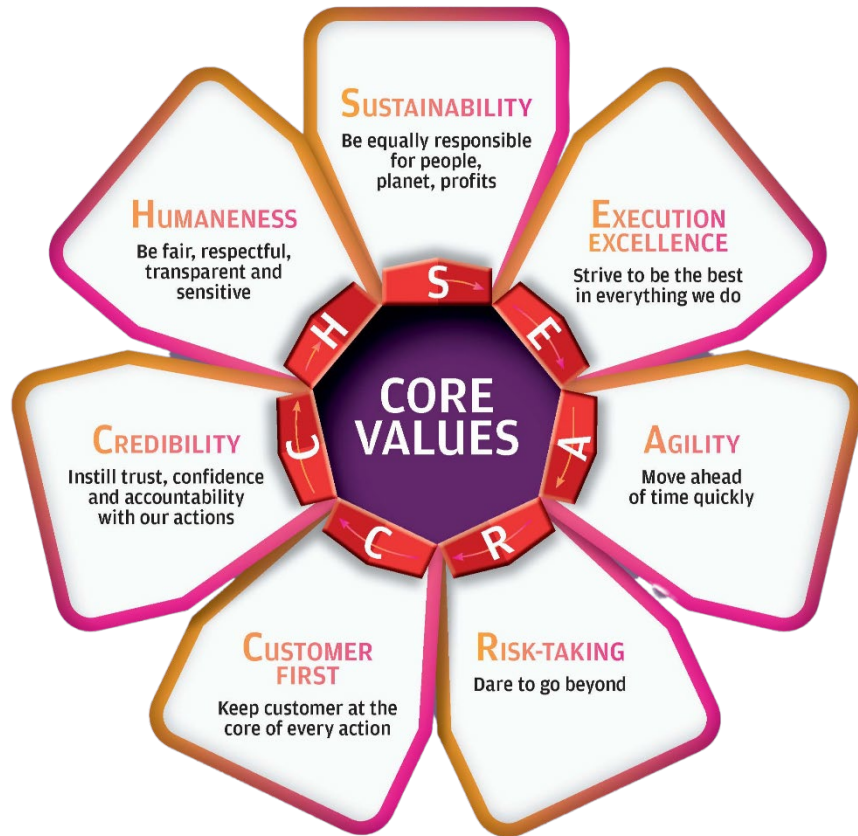 SUSTAINABILITY
Be equally responsible
for people,
planet, profits
EXECUTION
EXCELLENCE
Strive to be the best
in everything we do
AGILITY
Move ahead
of time quickly
RISK-TAKING
Dare to go beyond
CUSTOMER
FIRST
Keep customer at the
core of every action
CREDIBILITY
Instill trust, confidence
and accountability
with our actions
HUMANENESS
Be fair, respectful,
transparent and
sensitive
S
E
A
R
C
C
H
CORE
VALUES